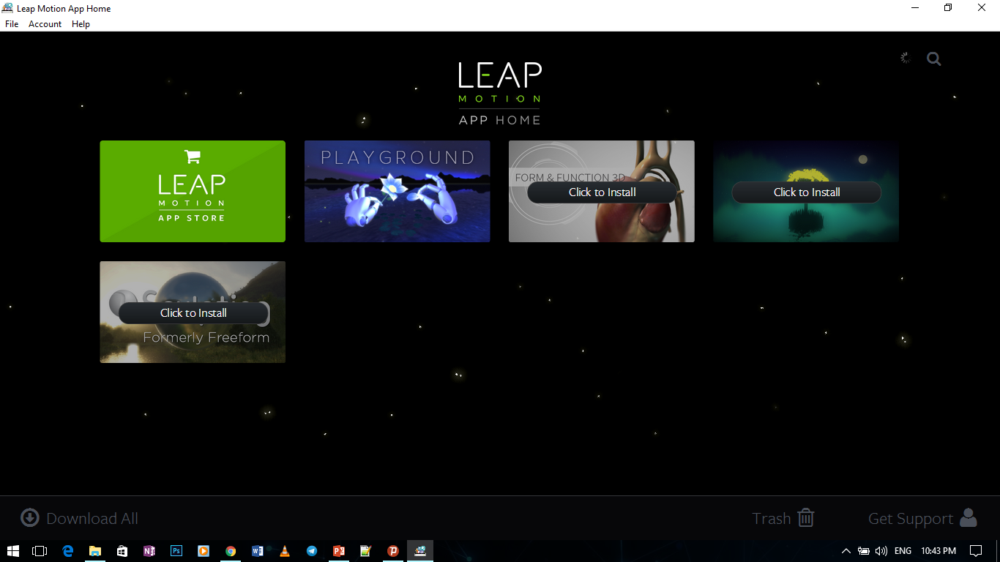 Leap Motion App Home
File Account Help
LEAP
MOTION
APP HOME
LEAP
MOTION
APP STORE
PLAYGROUND
FORM & FUNCTION 3D
Click to Install
Click to Install
Click to Install
Formerly Freeform
Download All
Trash
Get Support
ENG
10:43 PM